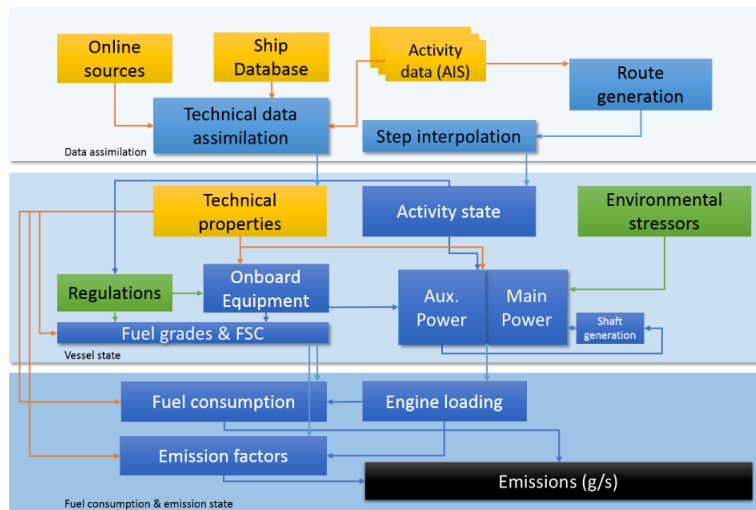 Online
sources
Ship
Database
Activity
data (AIS)
Route
generation
Technical data
assimilation
Step interpolation
Data assimilation
Technical
properties
Activity state
Environmental
stressors
Regulations
Onboard
Equipment
Aux.
Power
Main
Power
Shaft
generation
Fuel grades & FSC
Vessel state
Fuel consumption
Engine loading
Emission factors
Emissions (g/s)
Fuel consumption & emission state